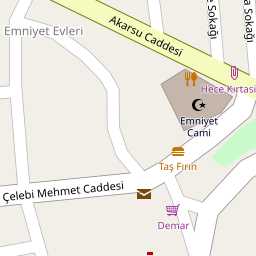 Akarsu Caddesi
Sokağı
a Sokağı
Emniyet Evleri
Hece Kırtasi
Emniyet
Cami
Taş Fırın
Çelebi Mehmet Caddesi
Demar